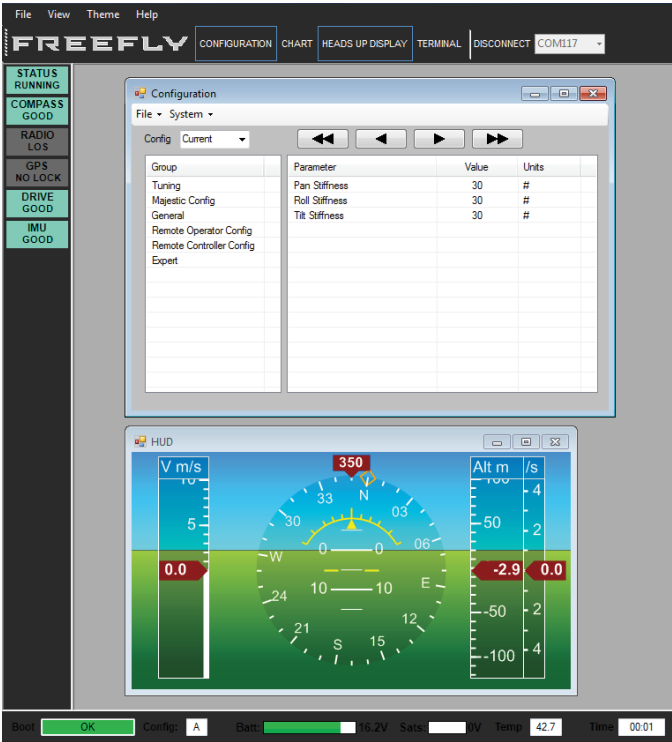 File View Theme Help
FREEFLY CONFIGURATION CHART HEADS UP DISPLAY TERMINAL DISCONNECT COM117
STATUS
RUNNING
COMPASS
GOOD
RADIO
LOS
GPS
NO LOCK
DRIVE
GOOD
IMU
GOOD
Configuration
File System
Config Current
Group
Tuning
Majestic Config
General
Remote Operator Config
Remote Controller Config
Expert
Parameter Value Units
Pan Stiffness 30 #
Roll Stiffness 30 #
Tilt Stiffness 30 #
HUD
V m/s
10
5
0.0
350
N
33
03
30
06
W
0 0
E
10 10
24
12
21
15
S
Alt m /s
100
4
50
2
-2.9 0.0
-50
2
-100
4
Boot OK Config: A Batt: 16.2V Sats: 0V Temp 42.7 Time 00:01